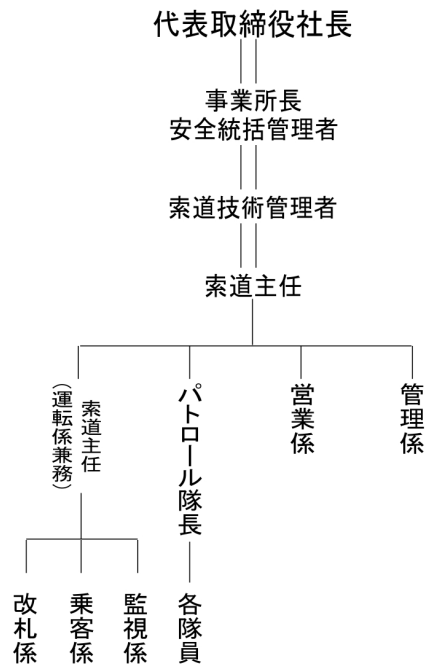 代表取締役社長
事業所長
安全統括管理者
索道技術管理者
索道主任
索道主任
(運転係兼務)
パトロール隊長
営業係
管理係
改札係
乗客係
監視係
各隊員